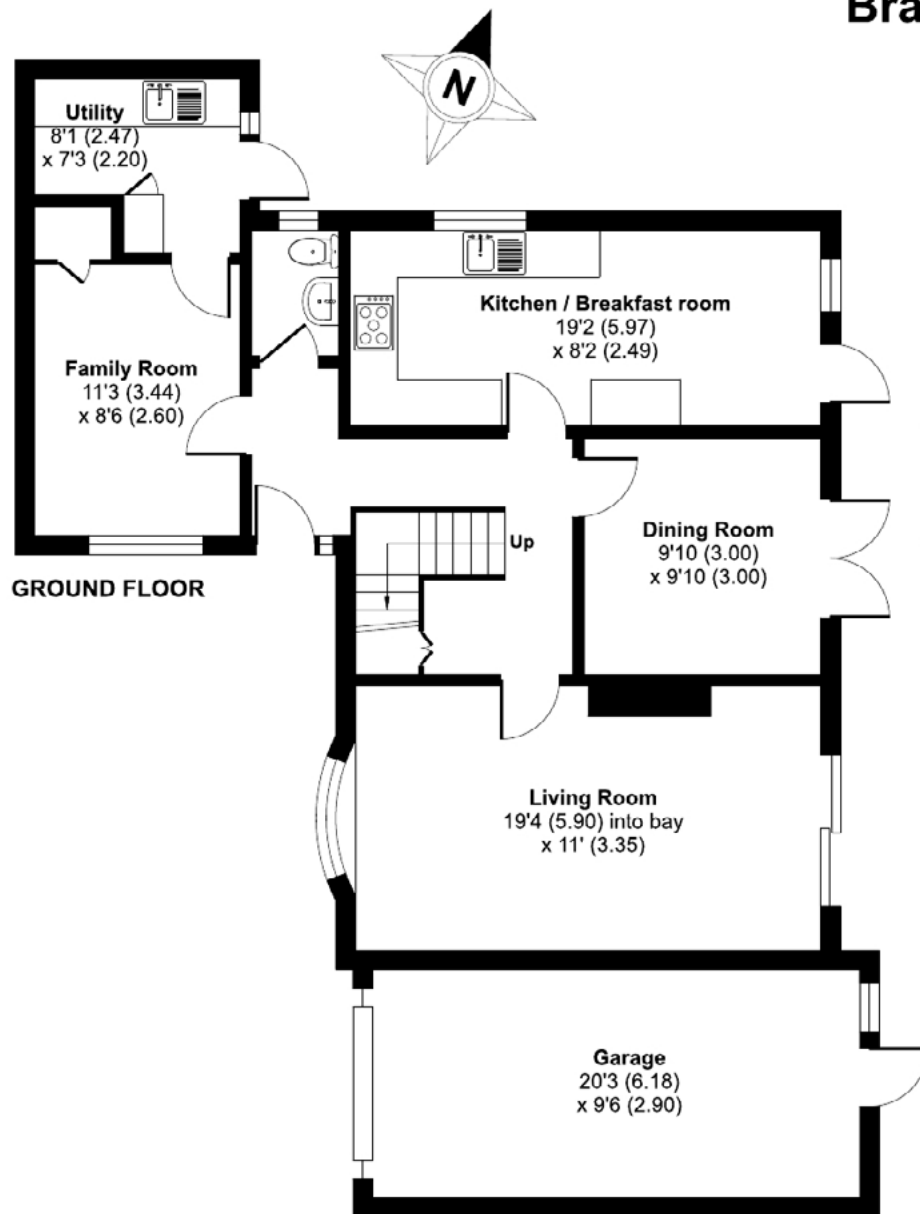 Bra
N
Utility
8'1 (2.47)
x 7'3 (2.20)
Kitchen / Breakfast room
19'2 (5.97)
x 8'2 (2.49)
Family Room
11'3 (3.44)
x 8'6 (2.60)
Up
Dining Room
9'10 (3.00)
x 9'10 (3.00)
GROUND FLOOR
Living Room
19'4 (5.90) into bay
x 11' (3.35)
Garage
20'3 (6.18)
x 9'6 (2.90)